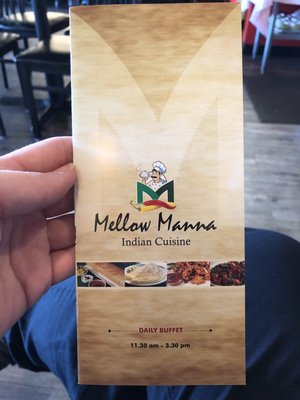 M
Mellow Manna
Indian Cuisine
DAILY BUFFET
11.30 am - 3.30 pm